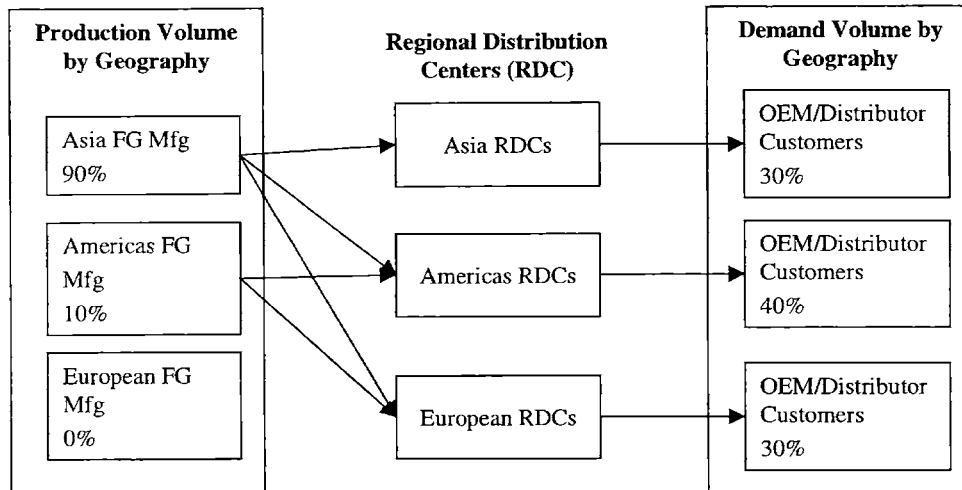 Production Volume
by Geography
Regional Distribution
Centers (RDC)
Demand Volume by
Geography
Asia FG Mfg
90%
Asia RDCs
OEM/Distributor
Customers
30%
Americas FG
Mfg
10%
Americas RDCs
OEM/Distributor
Customers
40%
European FG
Mfg
0%
European RDCs
OEM/Distributor
Customers
30%